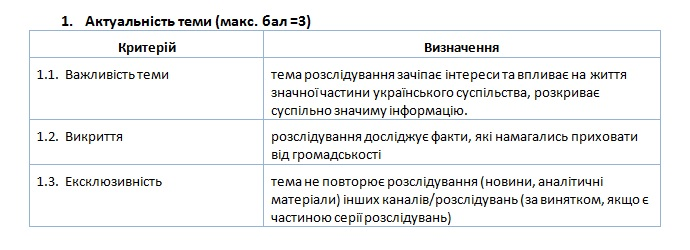 1. Актуальність теми (макс. бал =3)
Критерій Визначення
1.1. Важливість теми тема розслідування зачіпає інтереси та впливає на життя
значної частини українського суспільства, розкриває
суспільно значиму інформацію.
1.2. Викриття розслідування досліджує факти, які намагались приховати
від громадськості
1.3. Ексклюзивність тема не повторює розслідування (новини, аналітичні
матеріали) інших каналів/розслідувань (за винятком, якщо є
частиною серії розслідувань)